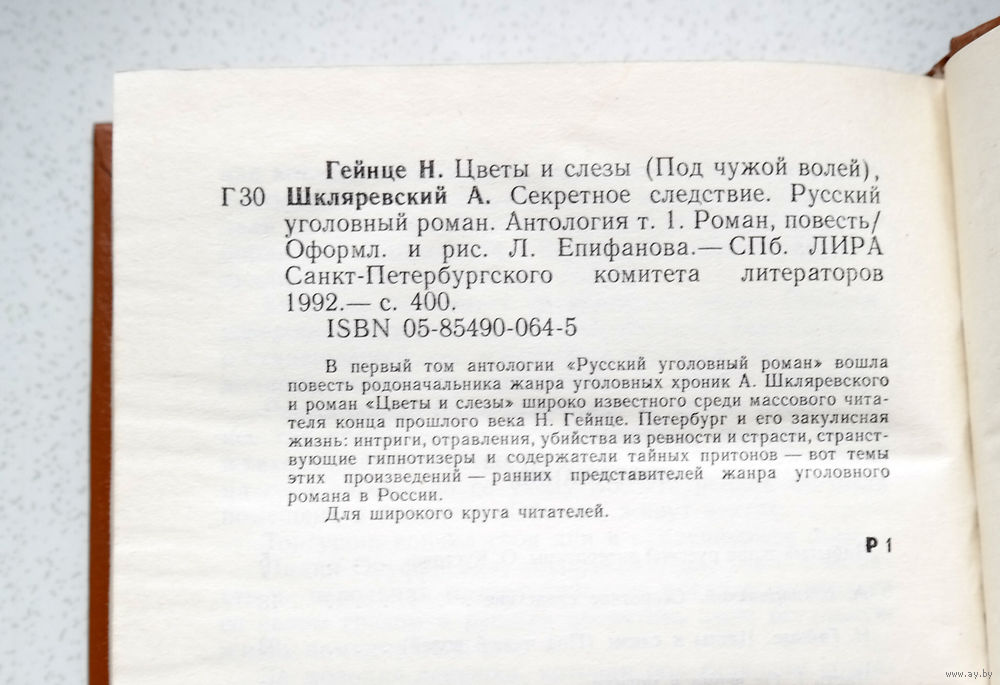 Гейнце Н. Цветы и слезы (Под чужой волей),
Г30 Шкляревский А. Секретное следствие. Русский
уголовный роман. Антология т. 1. Роман, повесть/
Оформл. и рис. Л. Епифанова.— СПб. ЛИРА
Санкт-Петербургского комитета литераторов
1992.— с. 400.
ISBN 05-85490-064-5
В первый том антологии «Русский уголовный роман» вошла
повесть родоначальника жанра уголовных хроник А. Шкляревского
и роман «Цветы и слезы» широко известного среди массового чита-
теля конца прошлого века Н. Гейнце. Петербург и его закулисная
жизнь: интриги, отравления, убийства из ревности и страсти, странст-
вующие гипнотизеры и содержатели тайных притонов — вот темы
этих произведений — ранних представителей жанра уголовного
романа в России.
Для широкого круга читателей.
Р 1
www.ay.by